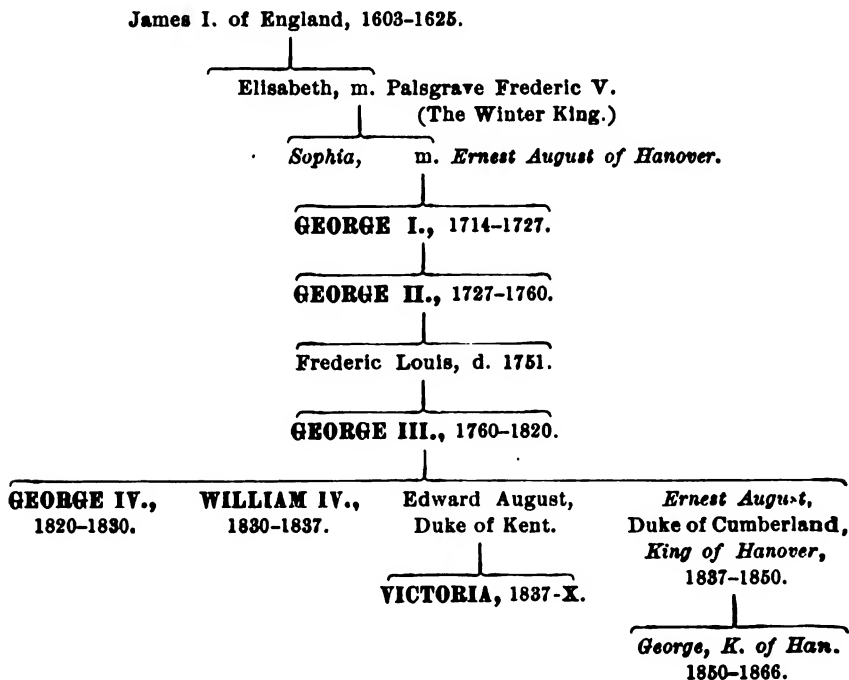 James I. of England, 1603–1625.
Elisabeth, m. Palsgrave Frederic V.
(The Winter King.)
Sophia, m. Ernest August of Hanover.
GEORGE I., 1714–1727.
GEORGE II., 1727–1760.
Frederic Louis, d. 1751.
GEORGE III., 1760–1820.
GEORGE IV.,
1820–1830.
WILLIAM IV.,
1830–1837.
Edward August,
Duke of Kent.
VICTORIA, 1837-X.
Ernest August,
Duke of Cumberland,
King of Hanover,
1837–1850.
George, K. of Han.
1850–1866.